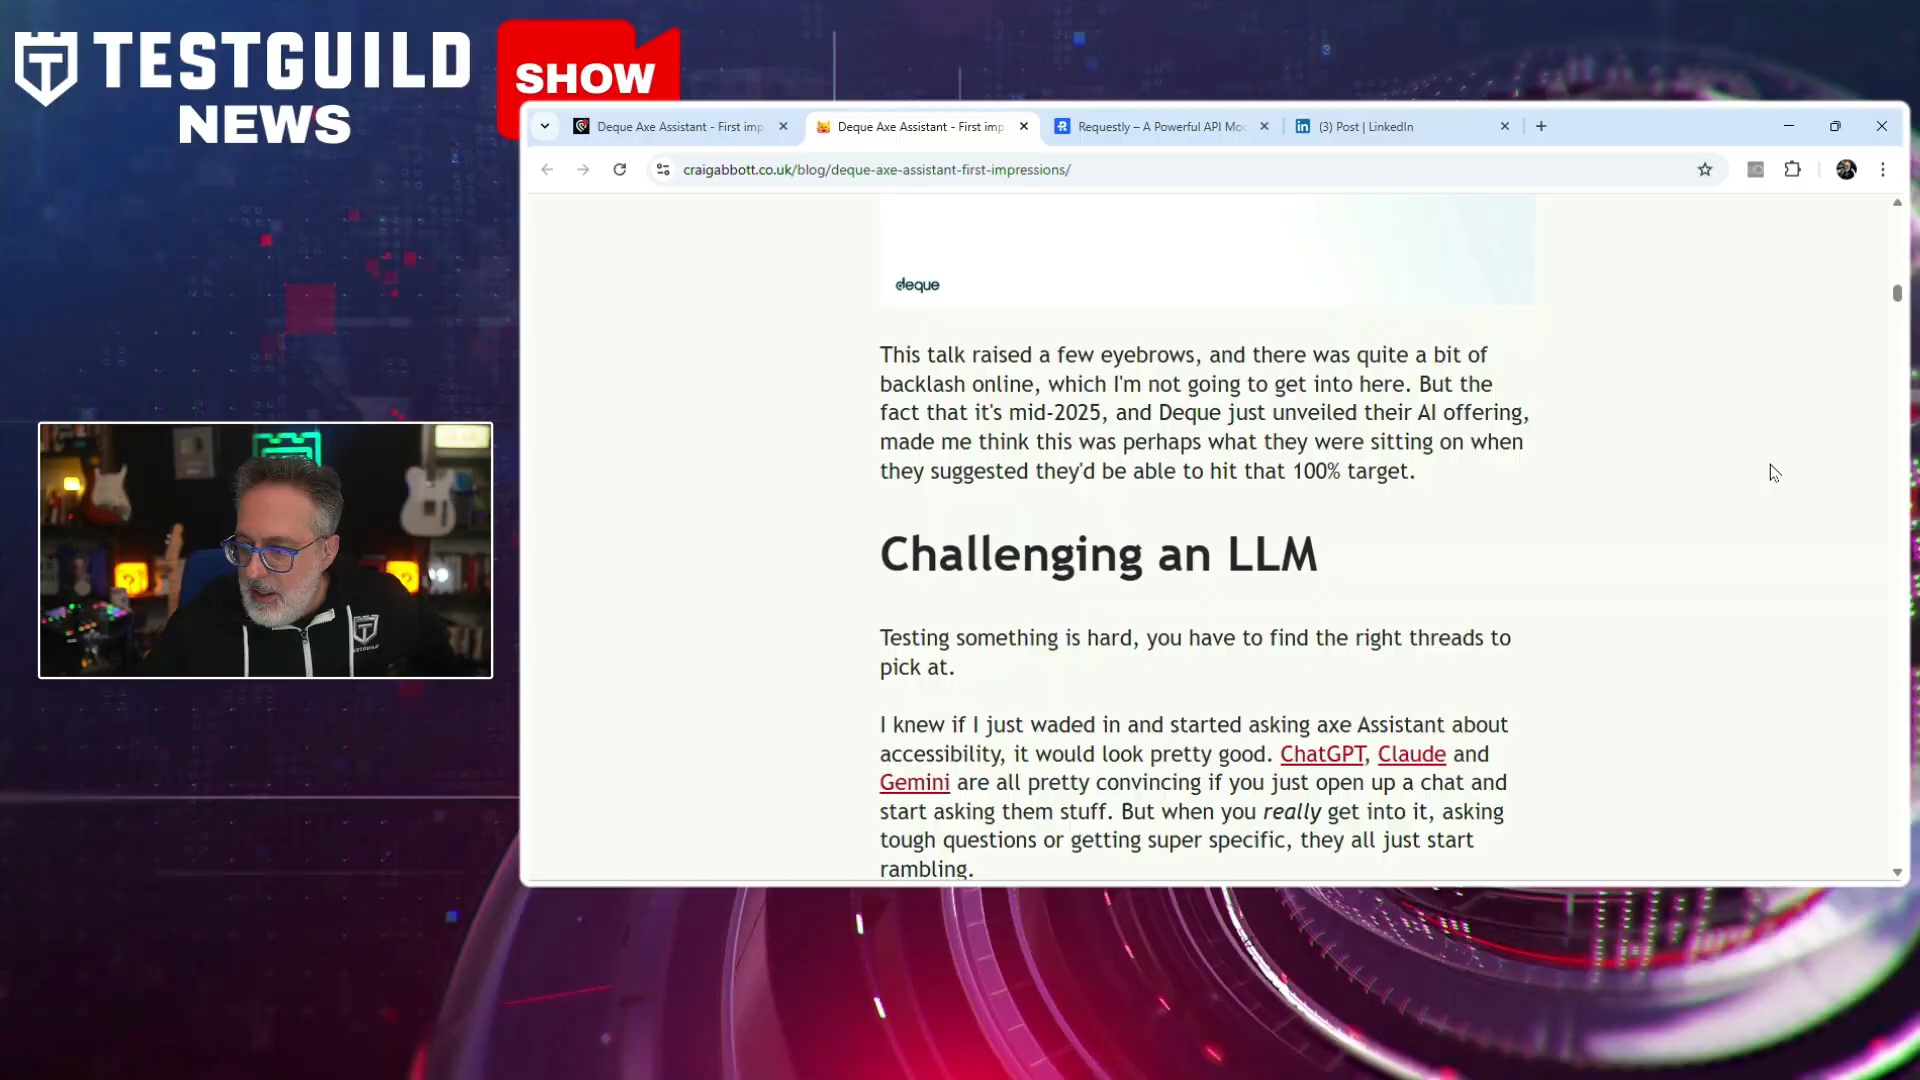 TESTGUILD
NEWS
SHOW
Deque Axe Assistant - First imp
Deque Axe Assistant - First imp
Requestly – A Powerful API Moc
(3) Post | LinkedIn
craigabbott.co.uk/blog/deque-axe-assistant-first-impressions/
deque
This talk raised a few eyebrows, and there was quite a bit of
backlash online, which I'm not going to get into here. But the
fact that it's mid-2025, and Deque just unveiled their AI offering,
made me think this was perhaps what they were sitting on when
they suggested they'd be able to hit that 100% target.
Challenging an LLM
Testing something is hard, you have to find the right threads to
pick at.
I knew if I just waded in and started asking axe Assistant about
accessibility, it would look pretty good. ChatGPT, Claude and
Gemini are all pretty convincing if you just open up a chat and
start asking them stuff. But when you really get into it, asking
tough questions or getting super specific, they all just start
rambling.